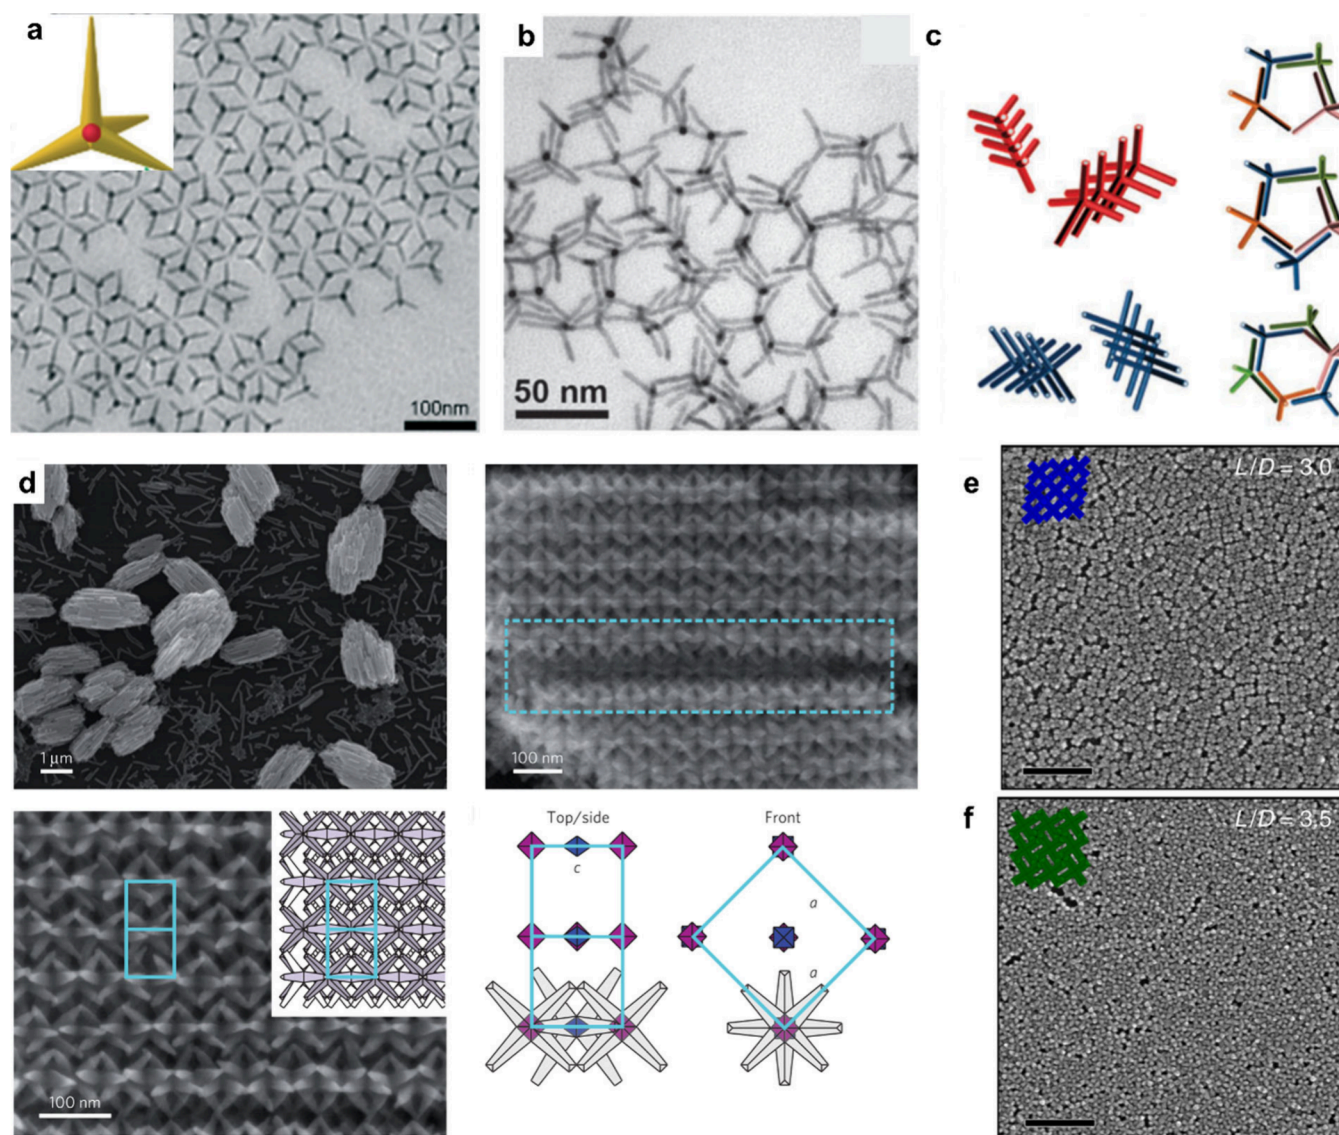 a
b
c
100nm
50 nm
d
1 μm
100 nm
e
L/D = 3.0
100 nm
Top/side
c
Front
a
a
f
L/D = 3.5